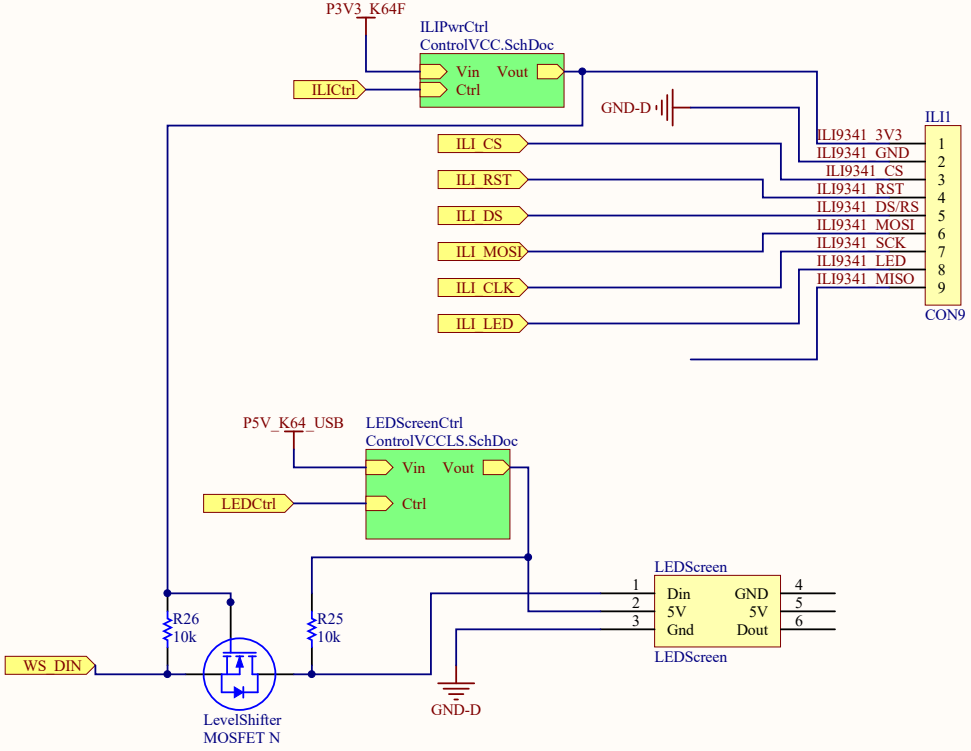 P3V3_K64F
ILIPwrCtrl
ControlVCC.SchDoc
Vin Vout
ILICtrl
Ctrl
GND-D
ILI1
ILI9341_3V3 1
ILI_CS
ILI9341_GND 2
ILI9341_CS 3
ILI_RST
ILI9341_RST 4
ILI_DS
ILI9341_DS/RS 5
ILI9341_MOSI 6
ILI_MOSI
ILI9341_SCK 7
ILI9341_LED 8
ILI_CLK
ILI9341_MISO 9
CON9
ILI_LED
P5V_K64_USB
LEDScreenCtrl
ControlVCCLS.SchDoc
Vin Vout
LEDCtrl
Ctrl
LEDScreen
1 Din GND 4
2 5V 5V 5
3 Gnd Dout 6
LEDScreen
R26
10k
R25
10k
WS_DIN
GND-D
LevelShifter
MOSFET N